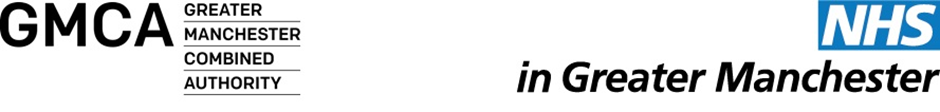 GMCA
GREATER
MANCHESTER
COMBINED
AUTHORITY
NHS
in Greater Manchester